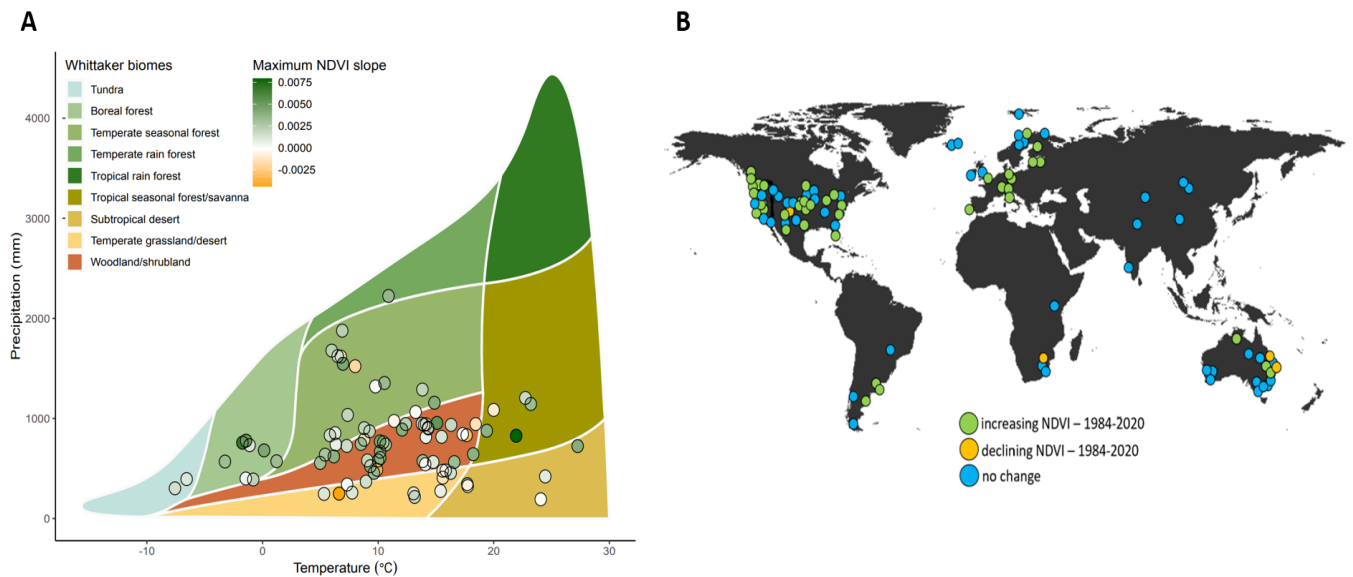 A
B
Whittaker biomes
Tundra
Boreal forest
Temperate seasonal forest
Temperate rain forest
Tropical rain forest
Tropical seasonal forest/savanna
Subtropical desert
Temperate grassland/desert
Woodland/shrubland
Maximum NDVI slope
0.0075
0.0050
0.0025
0.0000
-0.0025
Precipitation (mm)
4000
3000
2000
1000
0
-10
0
10
20
30
Temperature (°C)
increasing NDVI – 1984-2020
declining NDVI – 1984-2020
no change